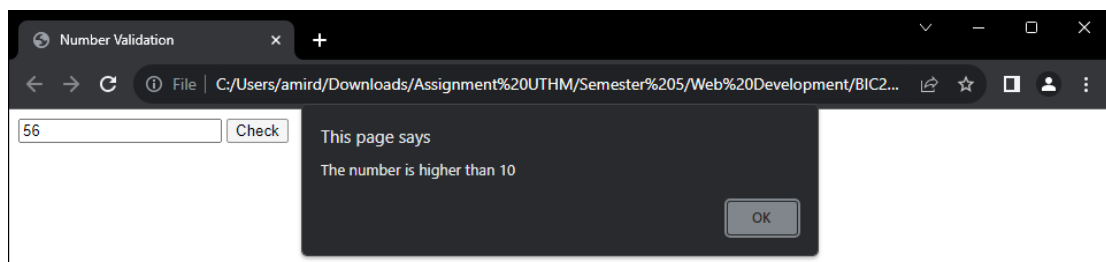 Number Validation
File C:/Users/amird/Downloads/Assignment%20UTHM/Semester%205/Web%20Development/BIC2...
56 Check
This page says
The number is higher than 10
OK